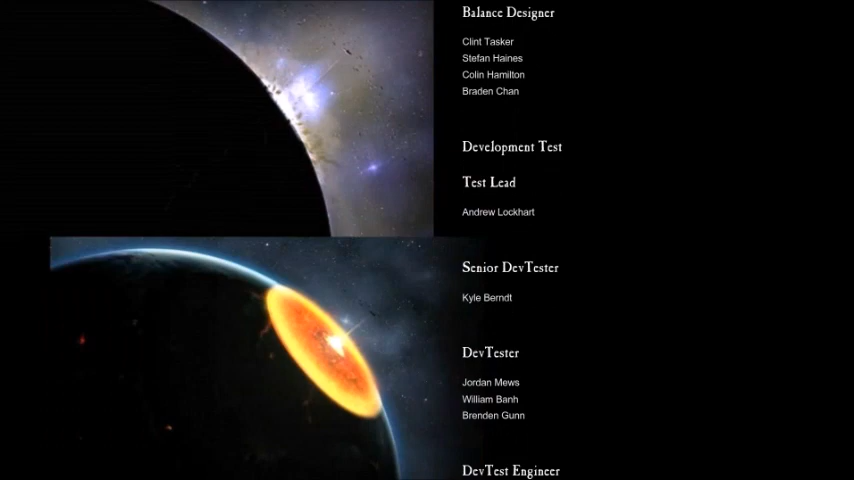 Balance Designer
Clint Tasker
Stefan Haines
Colin Hamilton
Braden Chan
Development Test
Test Lead
Andrew Lockhart
Senior DevTester
Kyle Berndt
DevTester
Jordan Mews
William Banh
Brenden Gunn
DevTest Engineer